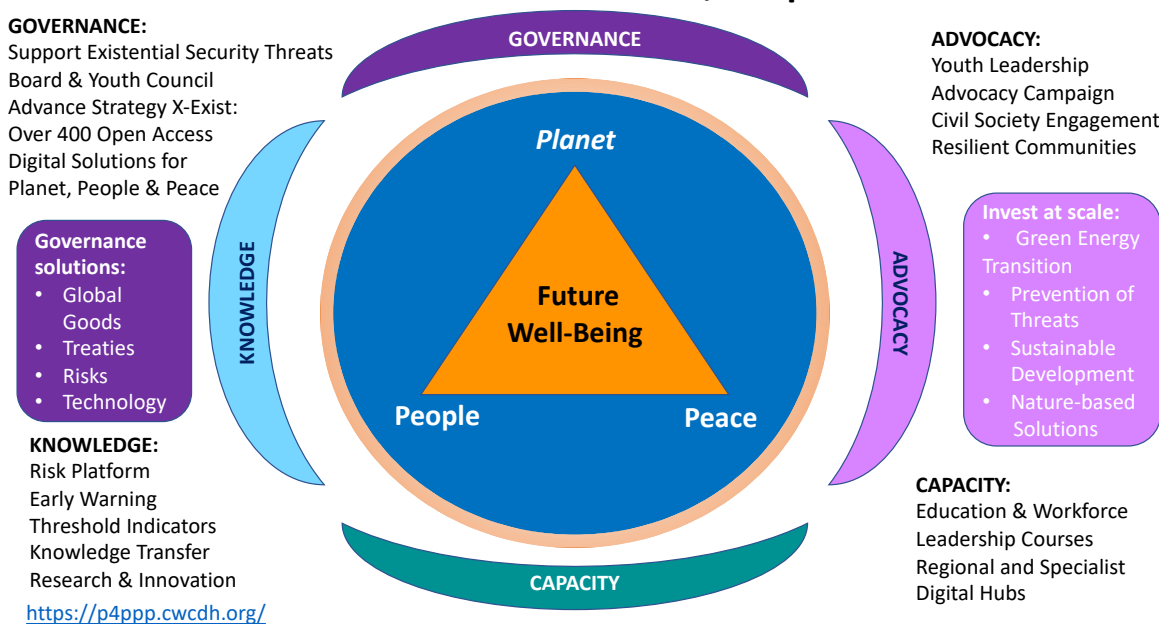 GOVERNANCE:
Support Existential Security Threats
Board & Youth Council
Advance Strategy X-Exist:
Over 400 Open Access
Digital Solutions for
Planet, People & Peace
Governance
solutions:
• Global
Goods
• Treaties
• Risks
• Technology
KNOWLEDGE:
Risk Platform
Early Warning
Threshold Indicators
Knowledge Transfer
Research & Innovation
https://p4ppp.cwcdh.org/
GOVERNANCE
KNOWLEDGE
Planet
Future
Well-Being
People
Peace
ADVOCACY
CAPACITY
ADVOCACY:
Youth Leadership
Advocacy Campaign
Civil Society Engagement
Resilient Communities
Invest at scale:
• Green Energy
Transition
• Prevention of
Threats
• Sustainable
Development
• Nature-based
Solutions
CAPACITY:
Education & Workforce
Leadership Courses
Regional and Specialist
Digital Hubs